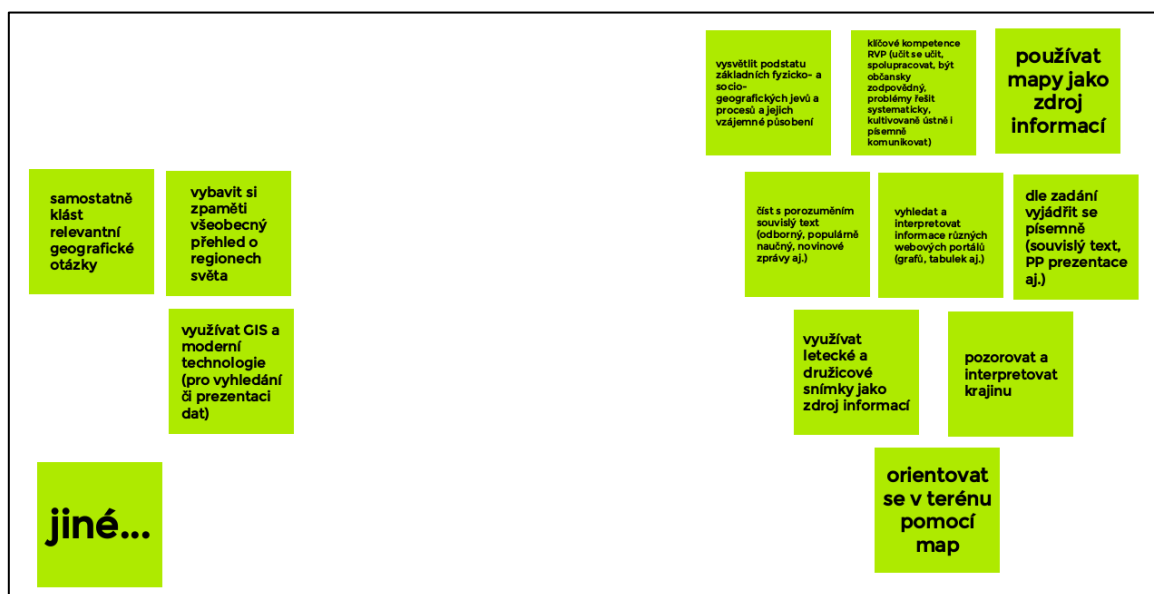 vysvětlit podstatu
základních fyzicko- a
socio-
geografických jevů a
procesů a jejich
vzájemné působení
klíčové kompetence
RVP (učit se učit,
spolupracovat, být
občansky
zodpovědný,
problémy řešit
systematicky,
kultivovaně ústně i
písemně
komunikovat)
používat
mapy jako
zdroj
informací
samostatně
klást
relevantní
geografické
otázky
vybavit si
zpaměti
všeobecný
přehled o
regionech
světa
číst s porozuměním
souvislý text
(odborný, populárně
naučný, novinové
zprávy aj.)
vyhledat a
interpretovat
informace různých
webových portálů
(grafů, tabulek aj.)
dle zadání
vyjádřit se
písemně
(souvislý text,
PP prezentace
aj.)
využívat GIS a
moderní
technologie
(pro vyhledání
či prezentaci
dat)
využívat
letecké a
družicové
snímky jako
zdroj informací
pozorovat a
interpretovat
krajinu
jiné...
orientovat
se v terénu
pomocí
map